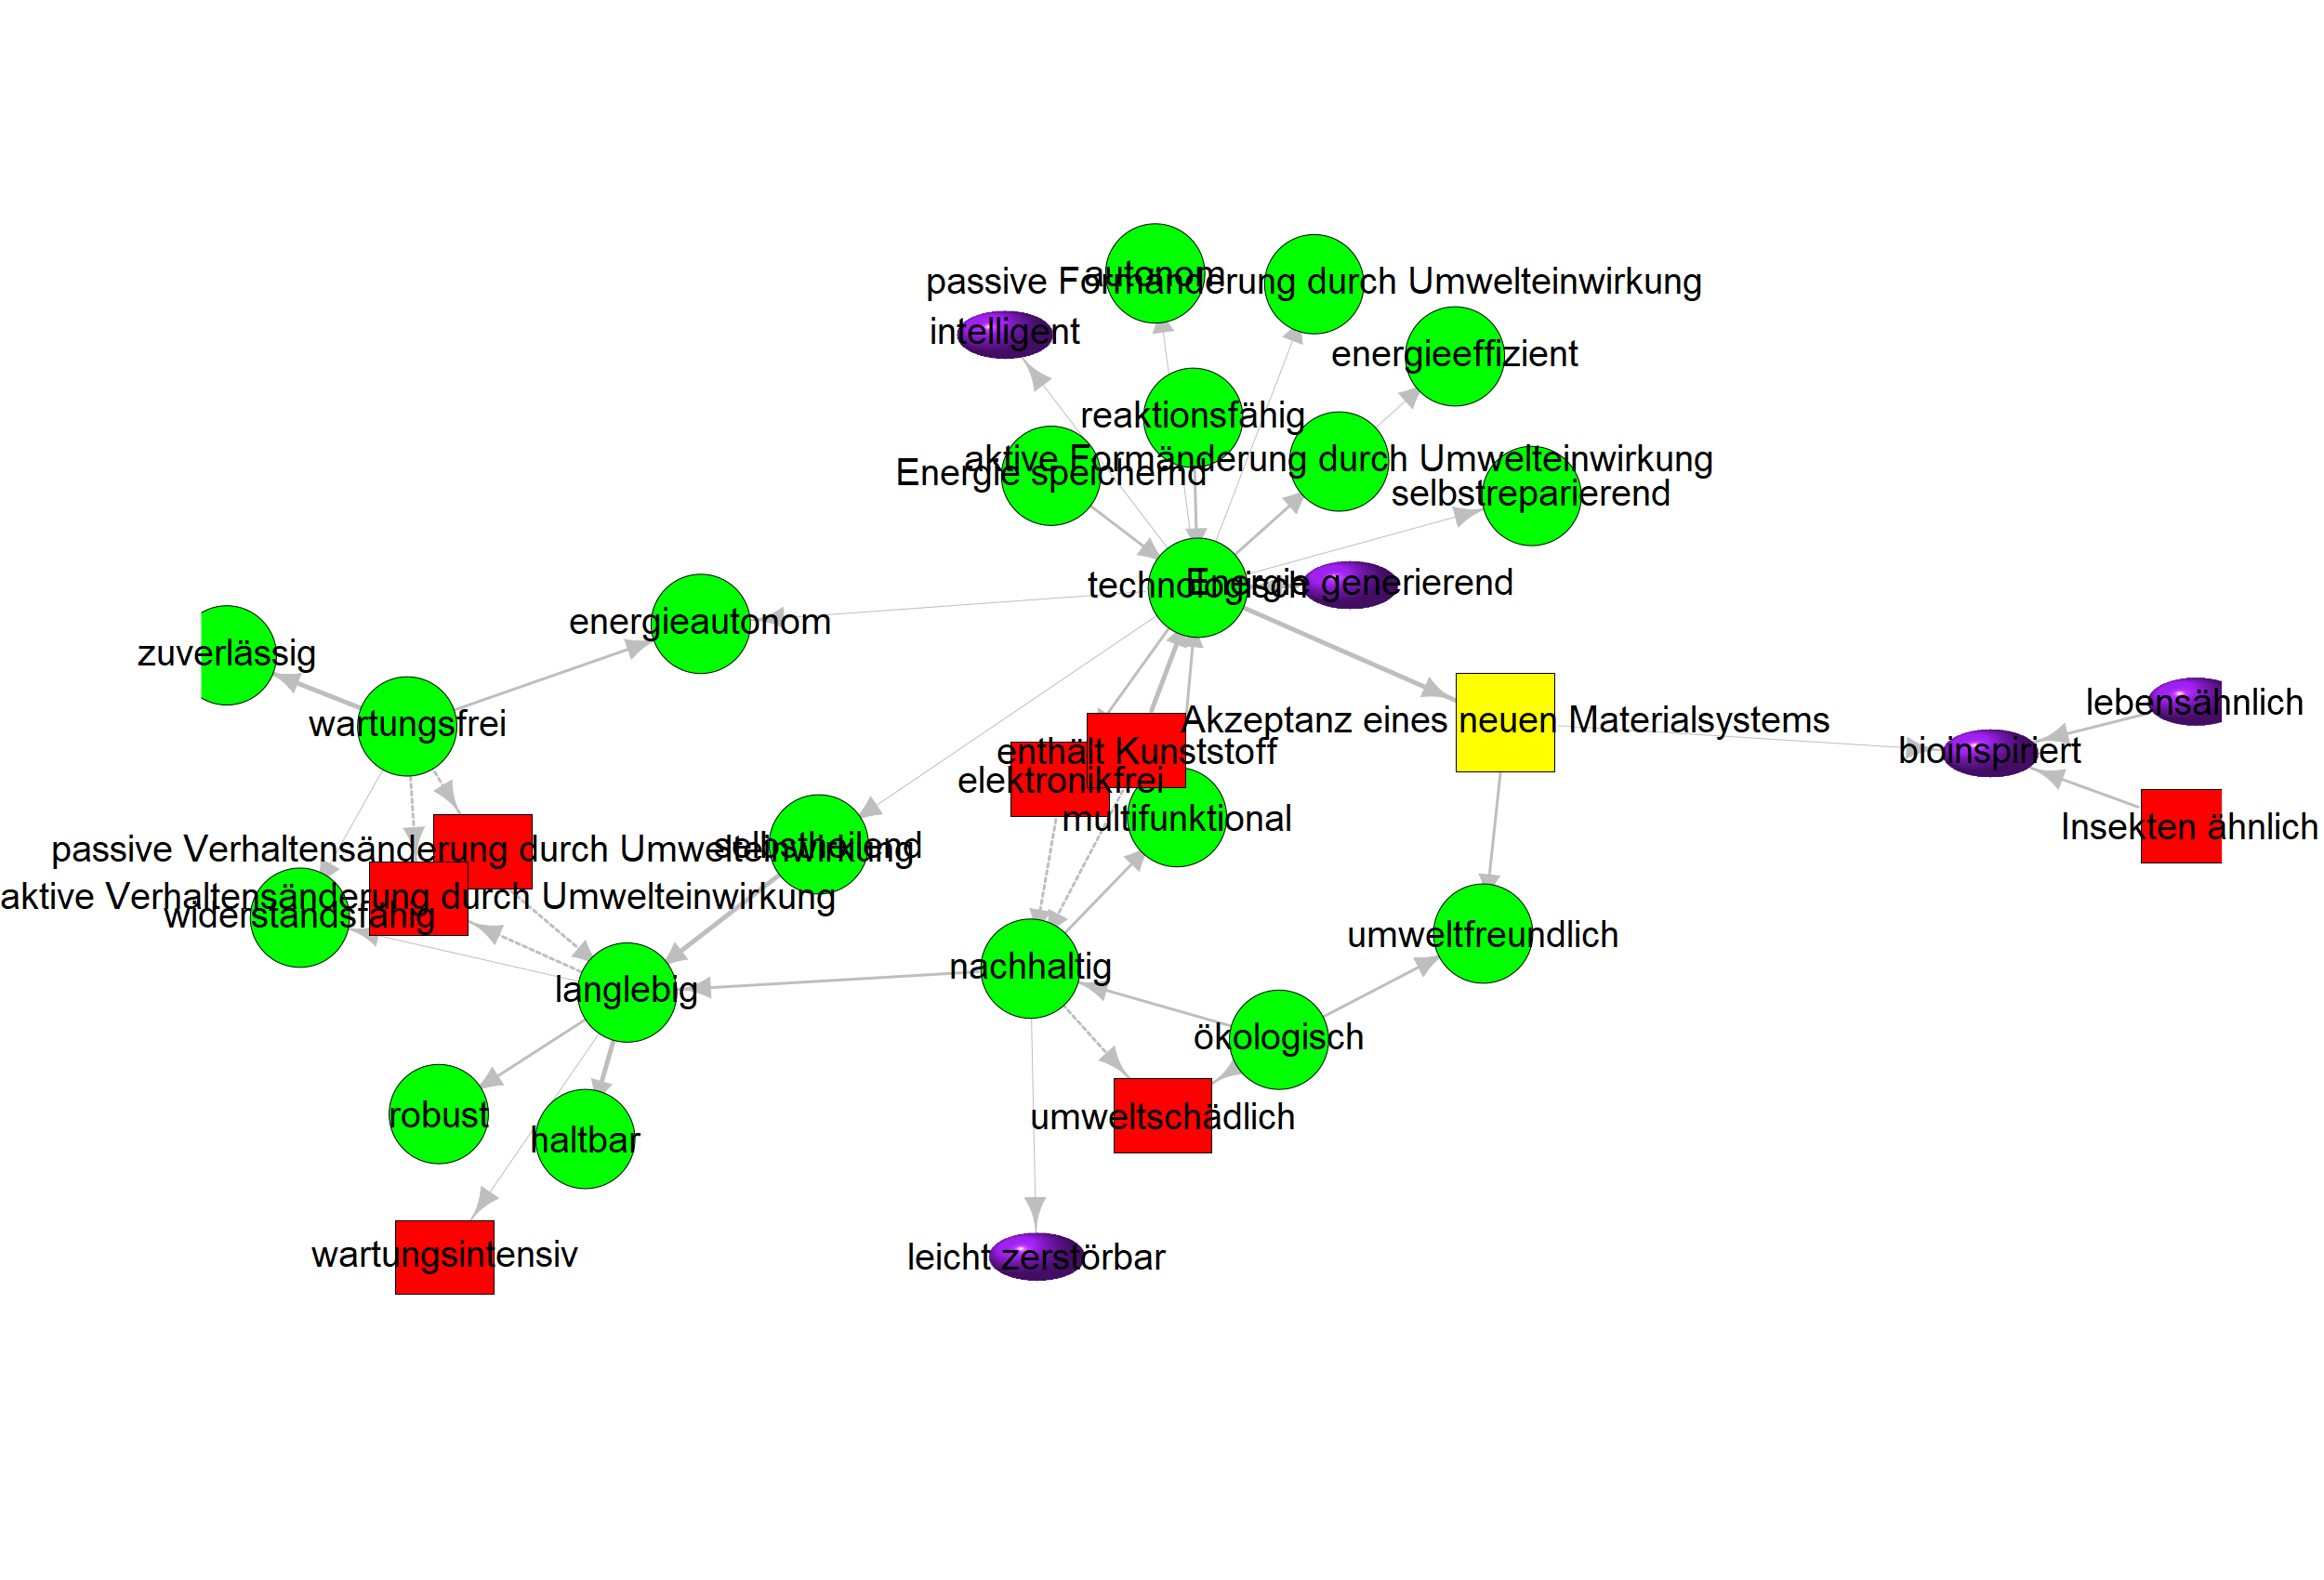 autonom
passive Formänderung durch Umwelteinwirkung
intelligent
energieeffizient
reaktionsfähig
aktive Formänderung durch Umwelteinwirkung
Energie speichernd
selbstreparierend
technologisch
Energie generierend
energieautonom
zuverlässig
wartungsfrei
Akzeptanz eines neuen Materialsystems
lebensähnlich
bioinspiriert
enthält Kunststoff
elektronikfrei
multifunktional
Insekten ähnlich
passive Verhaltensänderung durch Umwelteinwirkung
selbstheilend
aktive Verhaltensänderung durch Umwelteinwirkung
widerstandsfähig
umweltfreundlich
nachhaltig
langlebig
ökologisch
robust
haltbar
umweltschädlich
wartungsintensiv
leicht zerstörbar